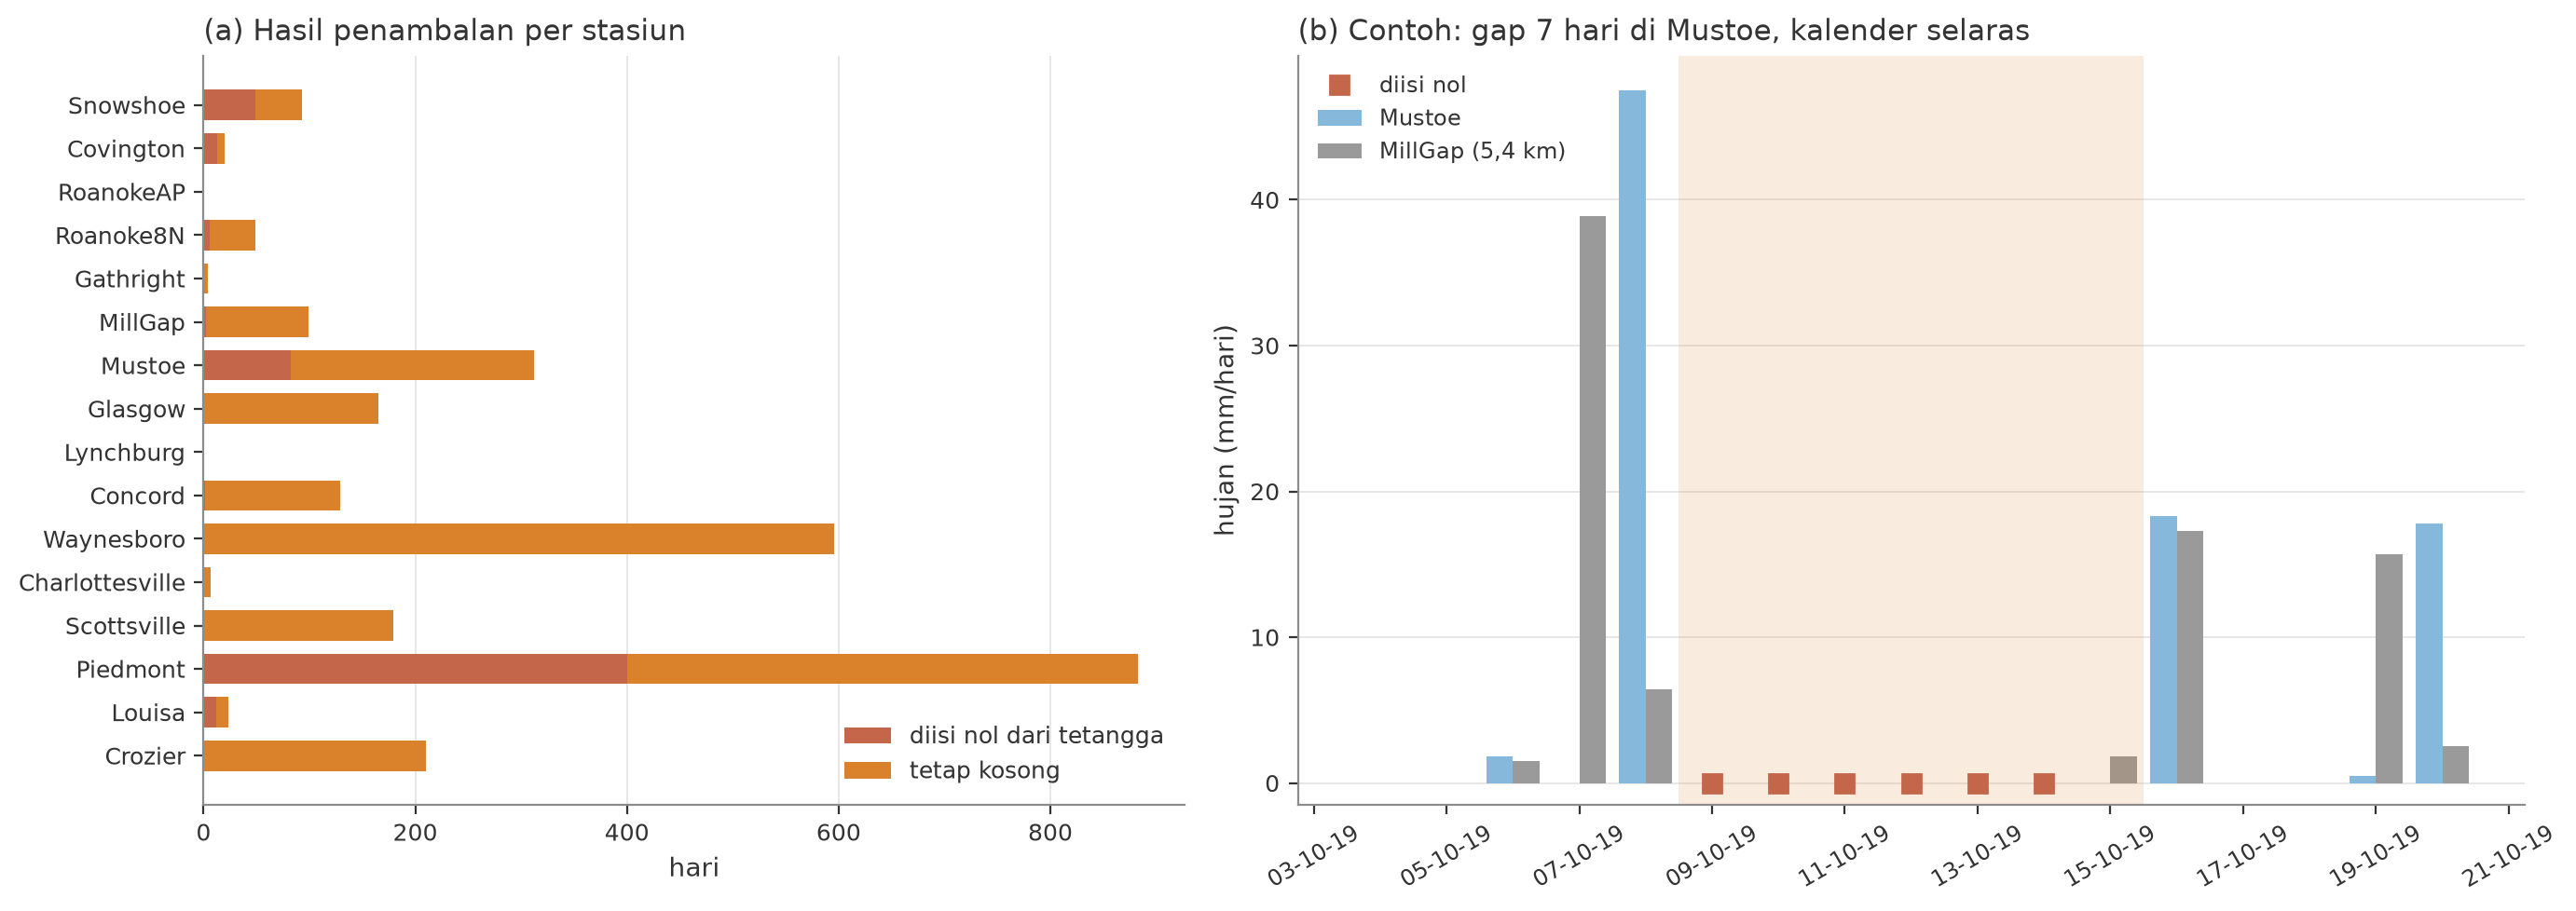 (a) Hasil penambalan per stasiun
Snowshoe
Covington
RoanokeAP
Roanoke8N
Gathright
MillGap
Mustoe
Glasgow
Lynchburg
Concord
Waynesboro
Charlottesville
Scottsville
Piedmont
Louisa
Crozier
diisi nol dari tetangga
tetap kosong
0 200 400 600 800
hari
(b) Contoh: gap 7 hari di Mustoe, kalender selaras
diisi nol
Mustoe
MillGap (5,4 km)
hujan (mm/hari)
40
30
20
10
0
03-10-19 05-10-19 07-10-19 09-10-19 11-10-19 13-10-19 15-10-19 17-10-19 19-10-19 21-10-19